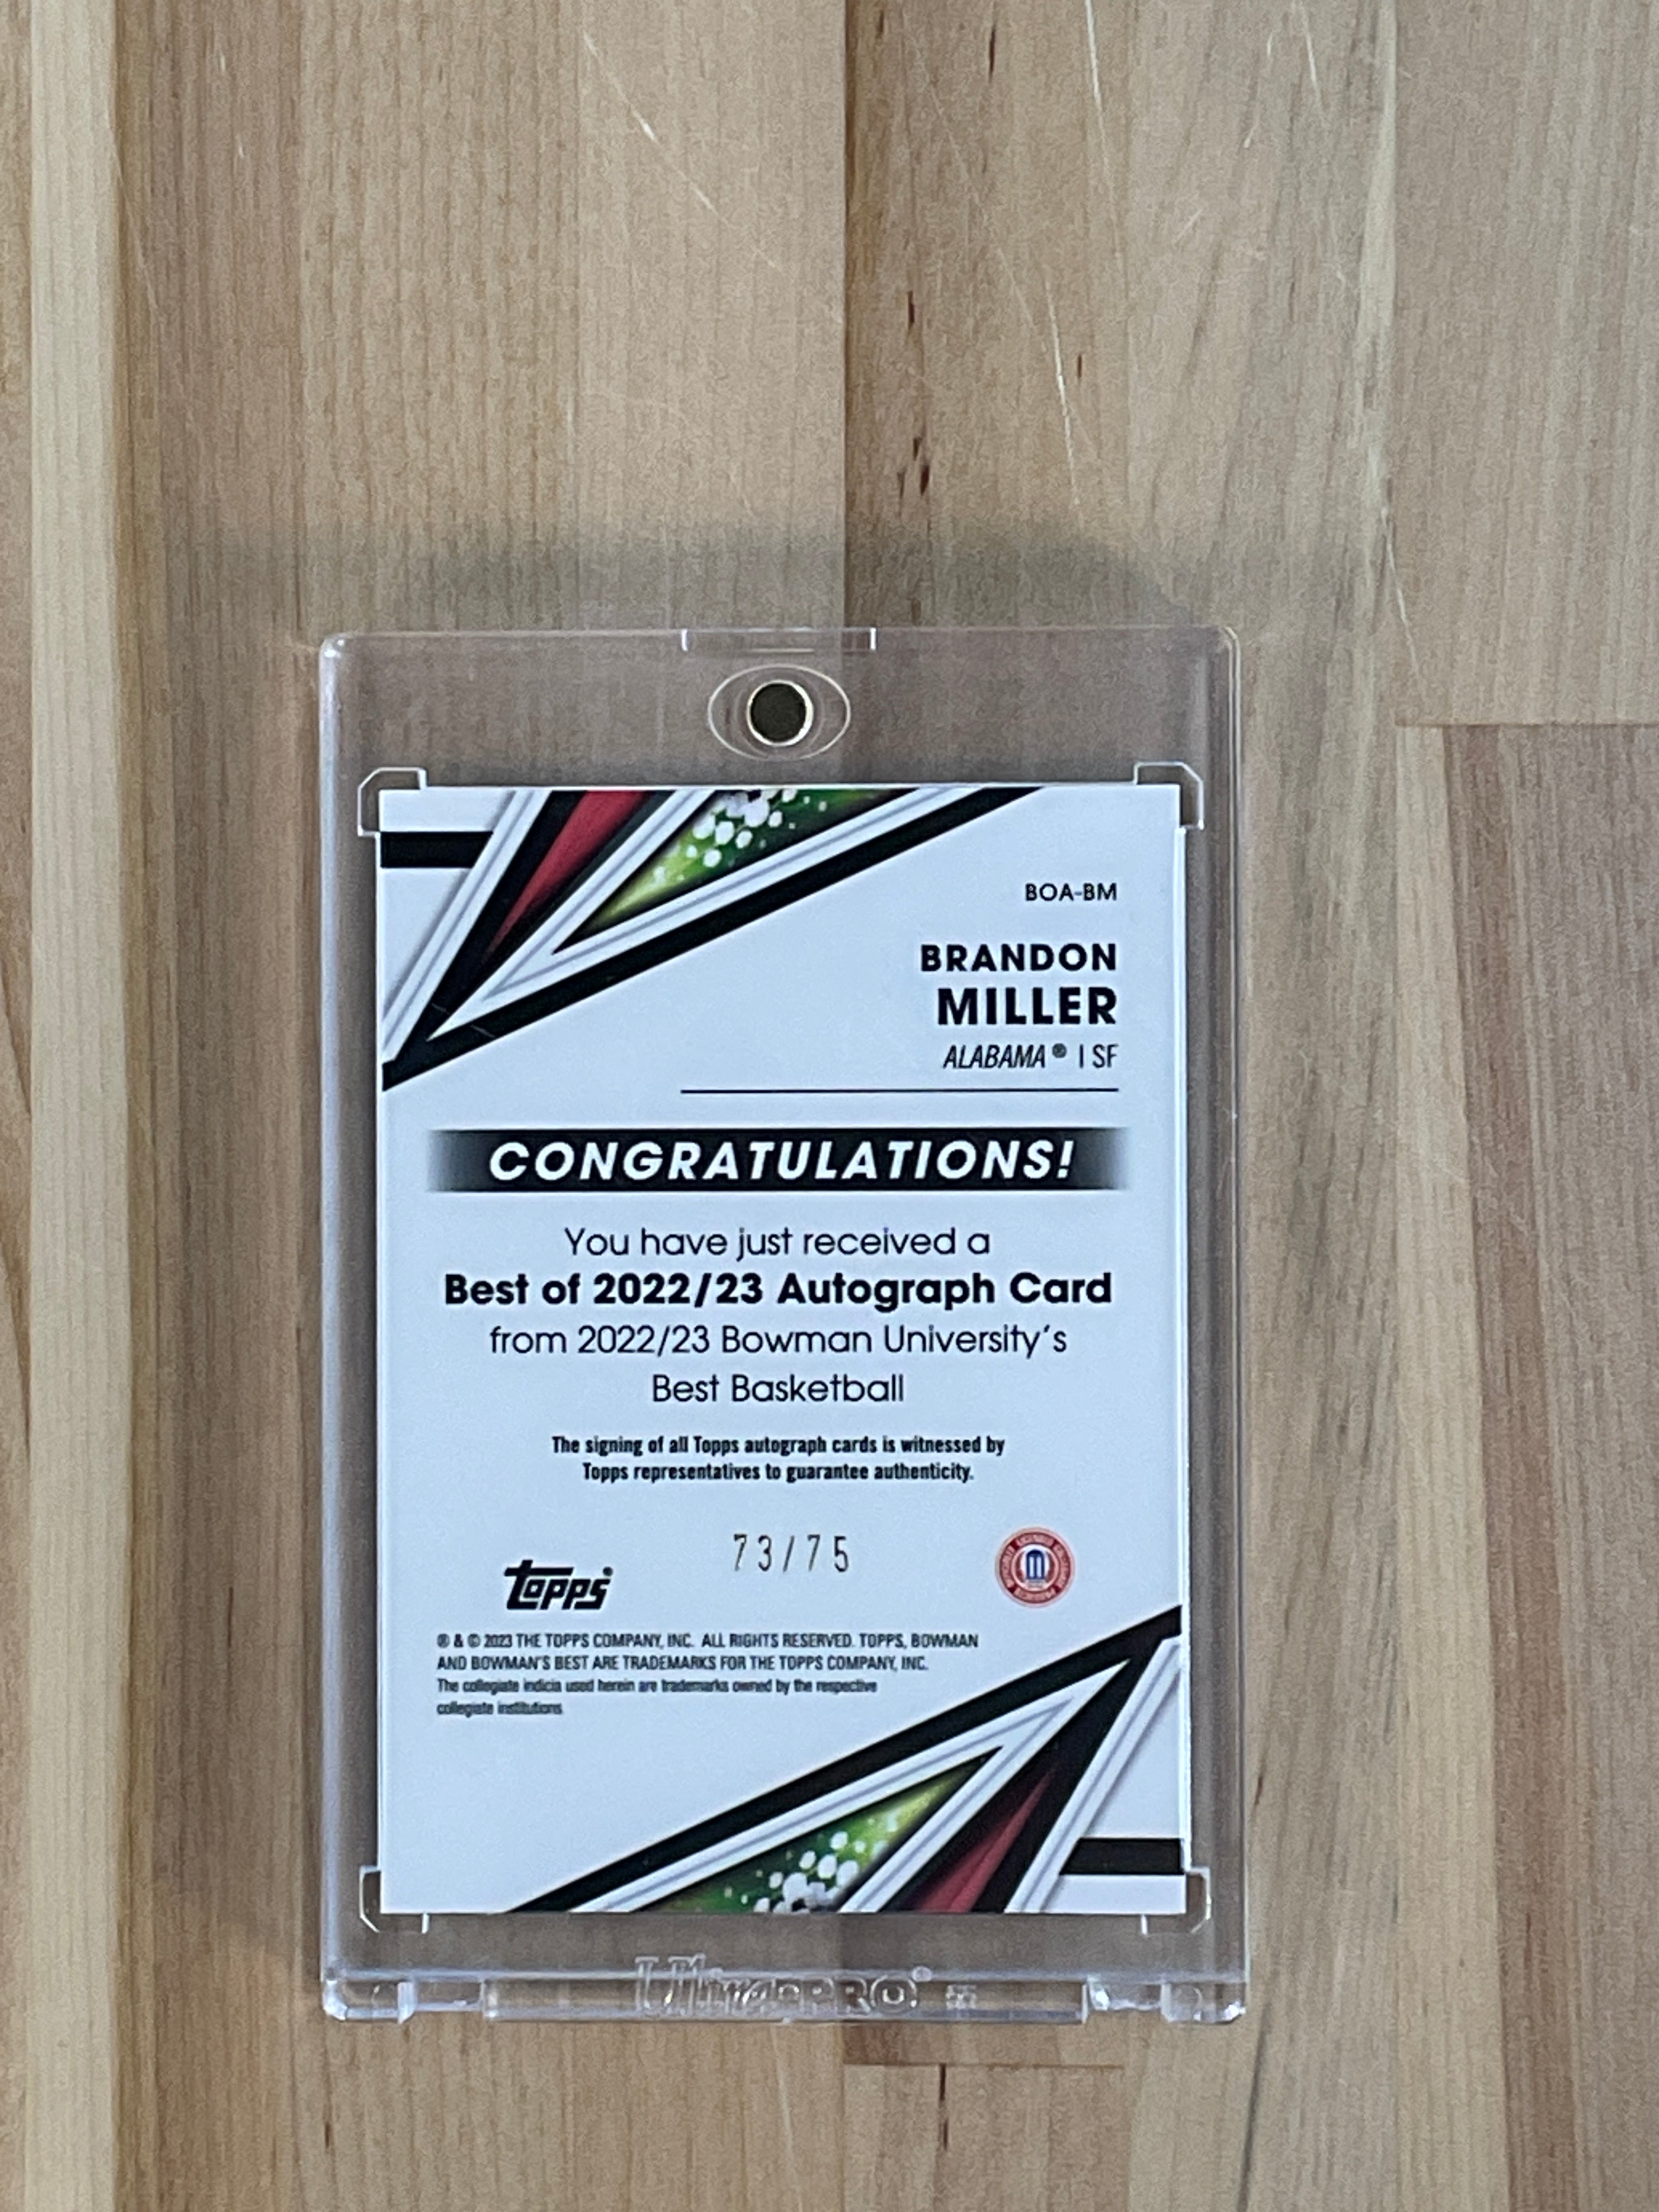 BOA-BM
BRANDON
MILLER
ALABAMA® | SF
CONGRATULATIONS!
You have just received a
Best of 2022/23 Autograph Card
from 2022/23 Bowman University's
Best Basketball
The signing of all Topps autograph cards is witnessed by
Topps representatives to guarantee authenticity.
73/75
topps®
® & © 2023 THE TOPPS COMPANY, INC. ALL RIGHTS RESERVED. TOPPS, BOWMAN
AND BOWMAN'S BEST ARE TRADEMARKS FOR THE TOPPS COMPANY, INC.
The collegiate indicia used herein are trademarks owned by the respective
collegiate institutions
Ultra•PRO®